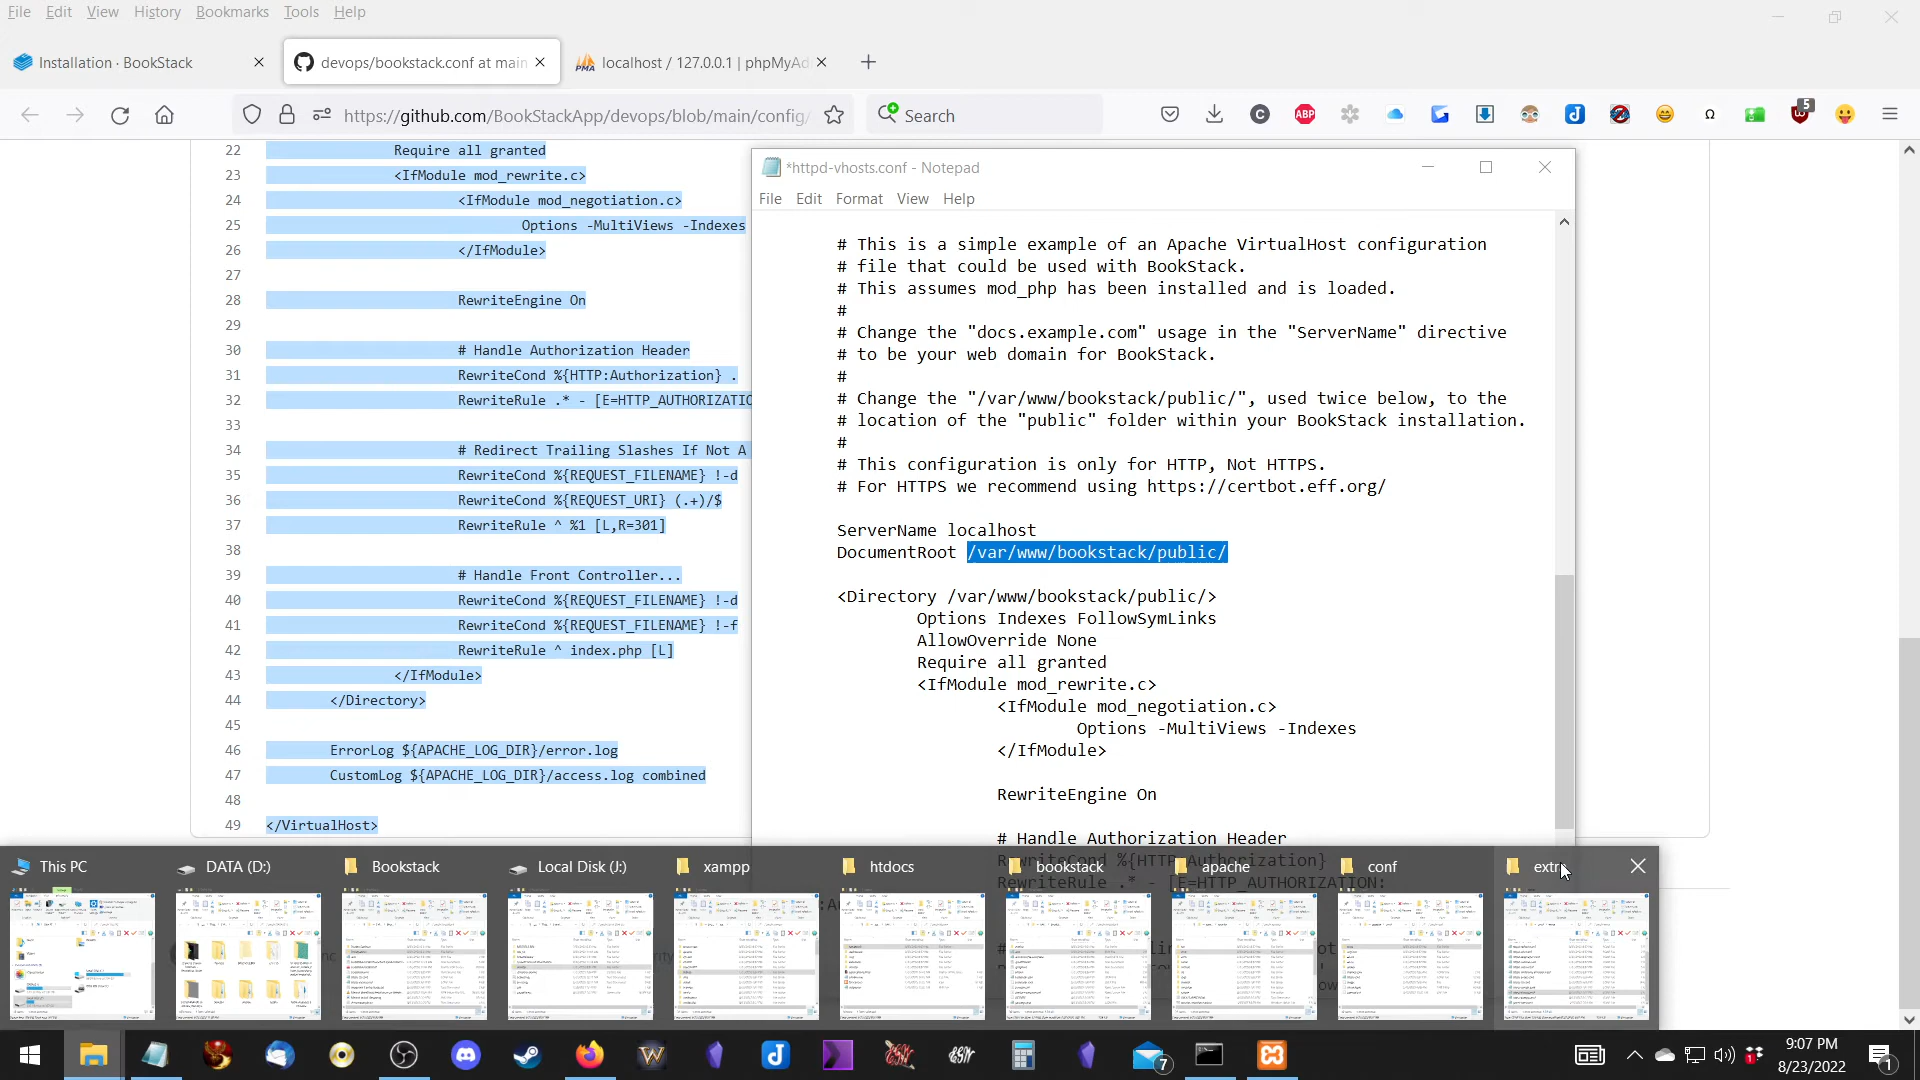 File Edit View History Bookmarks Tools Help
Installation · BookStack
devops/bookstack.conf at main
localhost / 127.0.0.1 | phpMyAd
https://github.com/BookStackApp/devops/blob/main/config/
Search
ABP
5
22 Require all granted
23 <IfModule mod_rewrite.c>
24 <IfModule mod_negotiation.c>
25 Options -MultiViews -Indexes
26 </IfModule>
27
28 RewriteEngine On
29
30 # Handle Authorization Header
31 RewriteCond %{HTTP:Authorization} .
32 RewriteRule .* - [E=HTTP_AUTHORIZATIO
33
34 # Redirect Trailing Slashes If Not A
35 RewriteCond %{REQUEST_FILENAME} !-d
36 RewriteCond %{REQUEST_URI} (.+)/$
37 RewriteRule ^ %1 [L,R=301]
38
39 # Handle Front Controller...
40 RewriteCond %{REQUEST_FILENAME} !-d
41 RewriteCond %{REQUEST_FILENAME} !-f
42 RewriteRule ^ index.php [L]
43 </IfModule>
44 </Directory>
45
46 ErrorLog ${APACHE_LOG_DIR}/error.log
47 CustomLog ${APACHE_LOG_DIR}/access.log combined
48
49 </VirtualHost>
*httpd-vhosts.conf - Notepad
File Edit Format View Help
# This is a simple example of an Apache VirtualHost configuration
# file that could be used with BookStack.
# This assumes mod_php has been installed and is loaded.
#
# Change the "docs.example.com" usage in the "ServerName" directive
# to be your web domain for BookStack.
#
# Change the "/var/www/bookstack/public/", used twice below, to the
# location of the "public" folder within your BookStack installation.
#
# This configuration is only for HTTP, Not HTTPS.
# For HTTPS we recommend using https://certbot.eff.org/
ServerName localhost
DocumentRoot /var/www/bookstack/public/
<Directory /var/www/bookstack/public/>
Options Indexes FollowSymLinks
AllowOverride None
Require all granted
<IfModule mod_rewrite.c>
<IfModule mod_negotiation.c>
Options -MultiViews -Indexes
</IfModule>
RewriteEngine On
# Handle Authorization Header
RewriteCond %{HTTP:Authorization}
RewriteRule .* - [E=HTTP_AUTHORIZATION:
This PC
DATA (D:)
Bookstack
Local Disk (J:)
xampp
htdocs
bookstack
apache
conf
extr
7
9:07 PM
8/23/2022
1